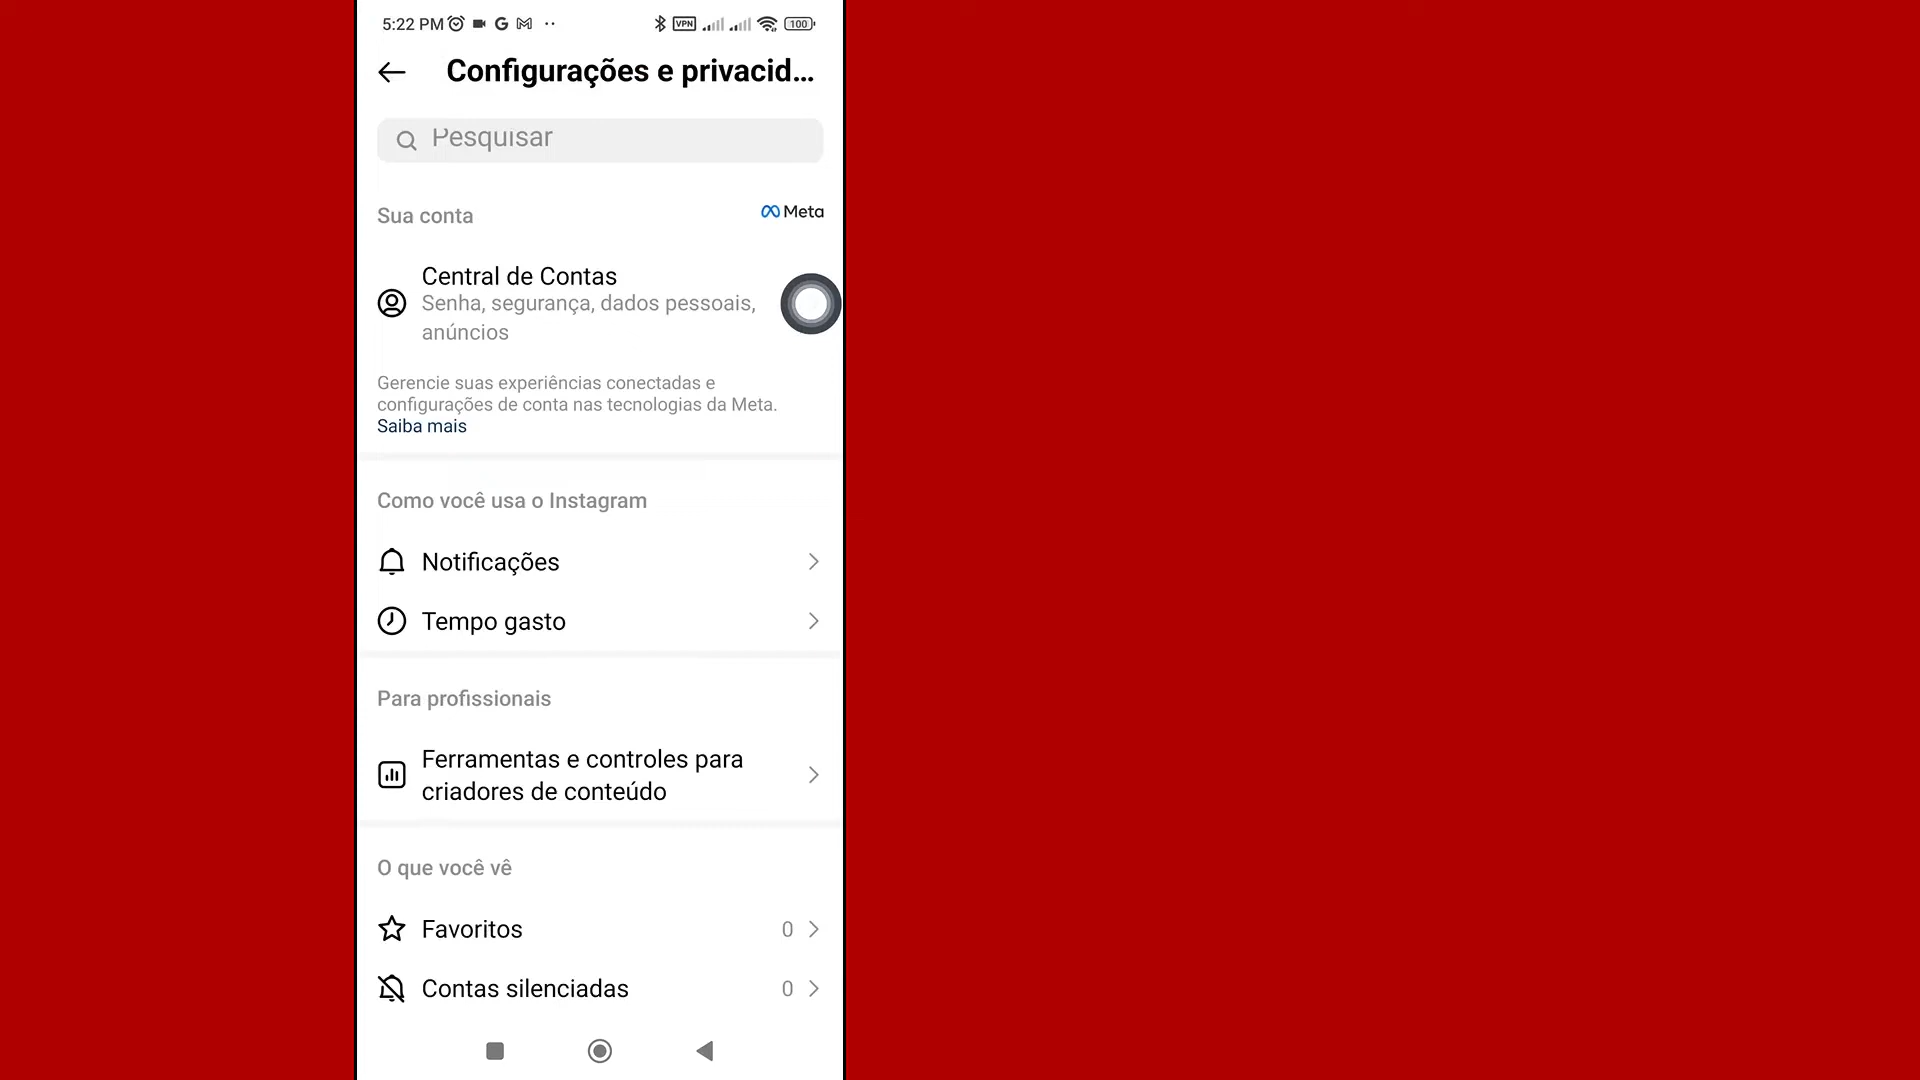 5:22 PM
VPN
100
Configurações e privacid...
Pesquisar
Sua conta
Meta
Central de Contas
Senha, segurança, dados pessoais,
anúncios
Gerencie suas experiências conectadas e
configurações de conta nas tecnologias da Meta.
Saiba mais
Como você usa o Instagram
Notificações
Tempo gasto
Para profissionais
Ferramentas e controles para
criadores de conteúdo
O que você vê
Favoritos 0
Contas silenciadas 0